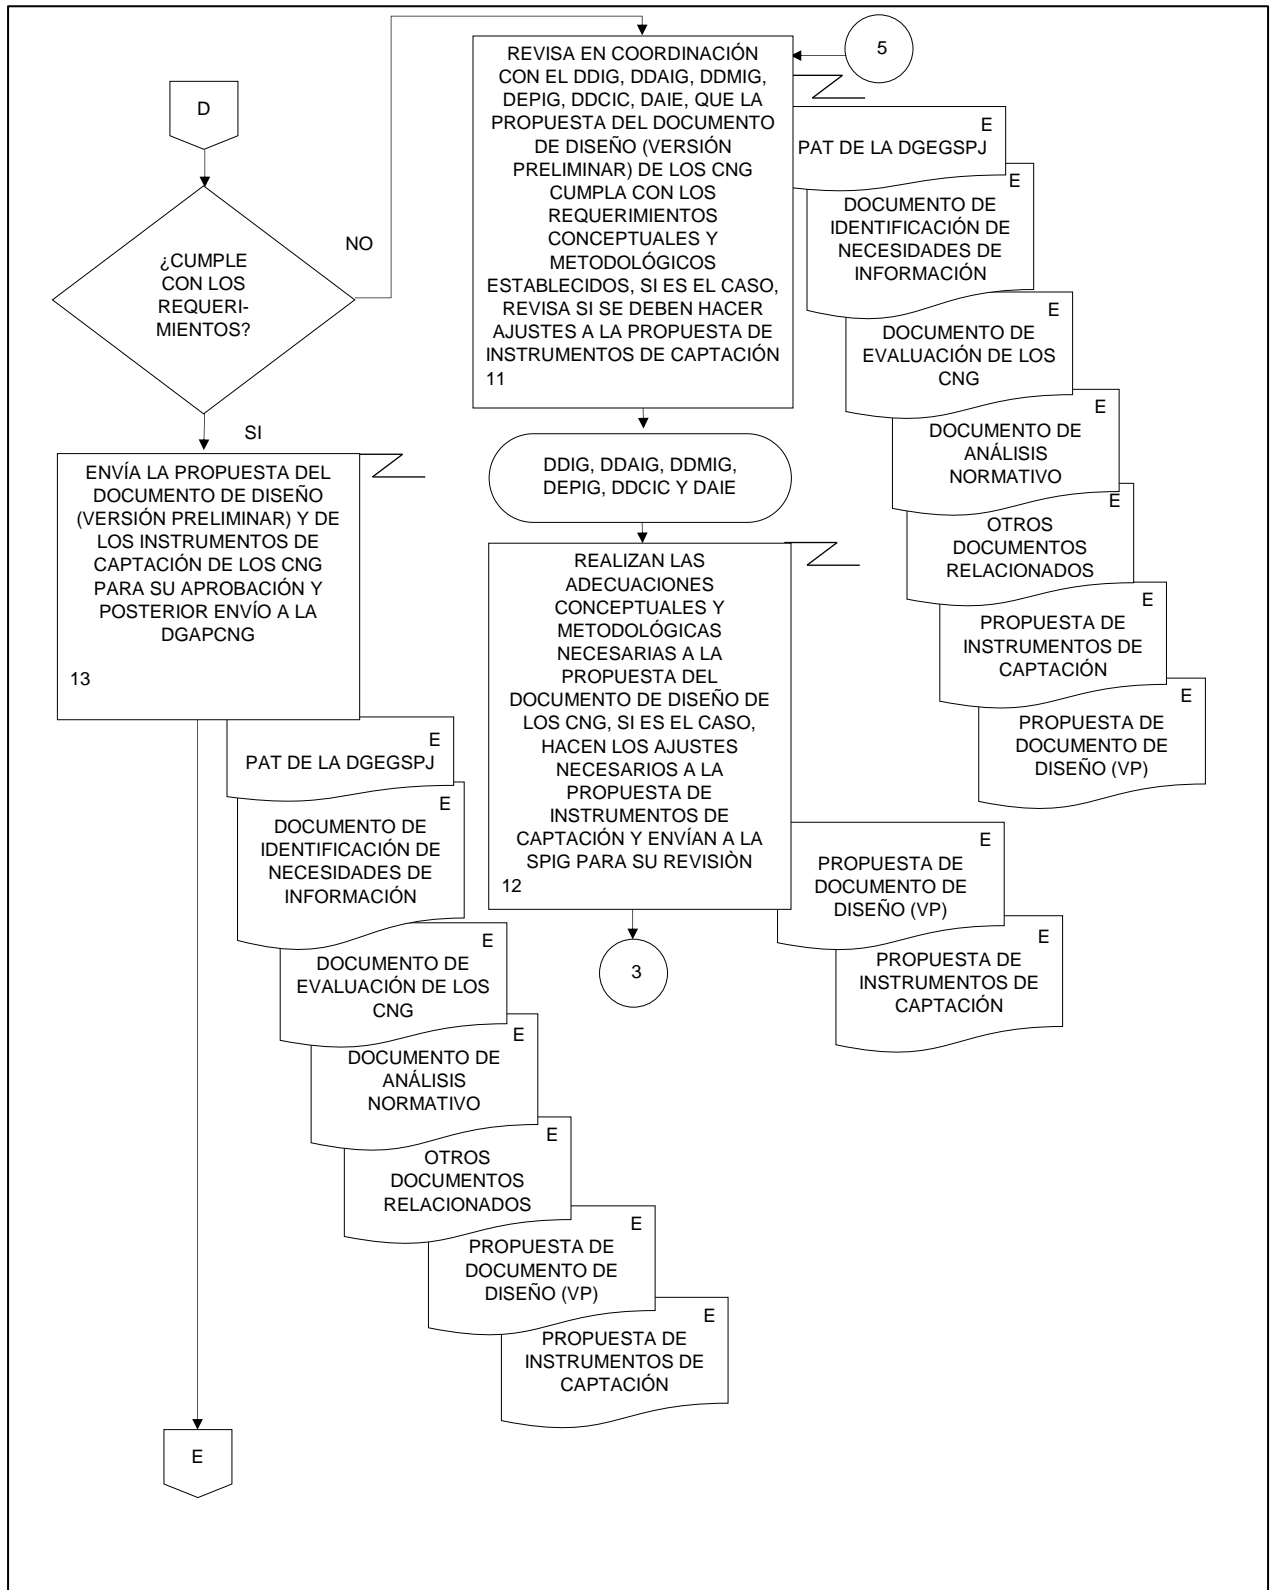 D
¿CUMPLE
CON LOS
REQUERI-
MIENTOS?
NO
SI
5
REVISA EN COORDINACIÓN
CON EL DDIG, DDAIG, DDMIG,
DEPIG, DDCIC, DAIE, QUE LA
PROPUESTA DEL DOCUMENTO
DE DISEÑO (VERSIÓN
PRELIMINAR) DE LOS CNG
CUMPLA CON LOS
REQUERIMIENTOS
CONCEPTUALES Y
METODOLÓGICOS
ESTABLECIDOS, SI ES EL CASO,
REVISA SI SE DEBEN HACER
AJUSTES A LA PROPUESTA DE
INSTRUMENTOS DE CAPTACIÓN
11
E
PAT DE LA DGEGSPJ
E
DOCUMENTO DE
IDENTIFICACIÓN DE
NECESIDADES DE
INFORMACIÓN
E
DOCUMENTO DE
EVALUACIÓN DE LOS
CNG
E
DOCUMENTO DE
ANÁLISIS
NORMATIVO
E
OTROS
DOCUMENTOS
RELACIONADOS
E
PROPUESTA DE
INSTRUMENTOS DE
CAPTACIÓN
E
PROPUESTA DE
DOCUMENTO DE
DISEÑO (VP)
DDIG, DDAIG, DDMIG,
DEPIG, DDCIC Y DAIE
REALIZAN LAS
ADECUACIONES
CONCEPTUALES Y
METODOLÓGICAS
NECESARIAS A LA
PROPUESTA DEL
DOCUMENTO DE DISEÑO DE
LOS CNG, SI ES EL CASO,
HACEN LOS AJUSTES
NECESARIOS A LA
PROPUESTA DE
INSTRUMENTOS DE
CAPTACIÓN Y ENVÍAN A LA
SPIG PARA SU REVISIÒN
12
E
PROPUESTA DE
DOCUMENTO DE
DISEÑO (VP)
E
PROPUESTA DE
INSTRUMENTOS DE
CAPTACIÓN
3
ENVÍA LA PROPUESTA DEL
DOCUMENTO DE DISEÑO
(VERSIÓN PRELIMINAR) Y DE
LOS INSTRUMENTOS DE
CAPTACIÓN DE LOS CNG
PARA SU APROBACIÓN Y
POSTERIOR ENVÍO A LA
DGAPCNG
13
E
PAT DE LA DGEGSPJ
E
DOCUMENTO DE
IDENTIFICACIÓN DE
NECESIDADES DE
INFORMACIÓN
E
DOCUMENTO DE
EVALUACIÓN DE LOS
CNG
E
DOCUMENTO DE
ANÁLISIS
NORMATIVO
E
OTROS
DOCUMENTOS
RELACIONADOS
E
PROPUESTA DE
DOCUMENTO DE
DISEÑO (VP)
E
PROPUESTA DE
INSTRUMENTOS DE
CAPTACIÓN
E